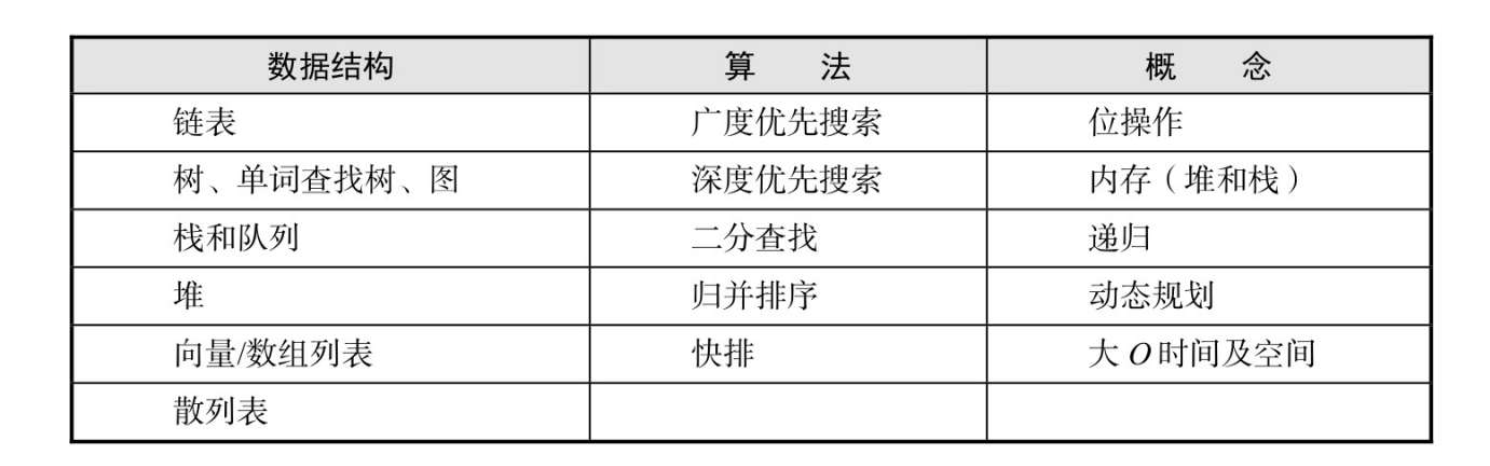 数据结构 算 法 概 念
链表 广度优先搜索 位操作
树、单词查找树、图 深度优先搜索 内存（堆和栈）
栈和队列 二分查找 递归
堆 归并排序 动态规划
向量/数组列表 快排 大 O 时间及空间
散列表